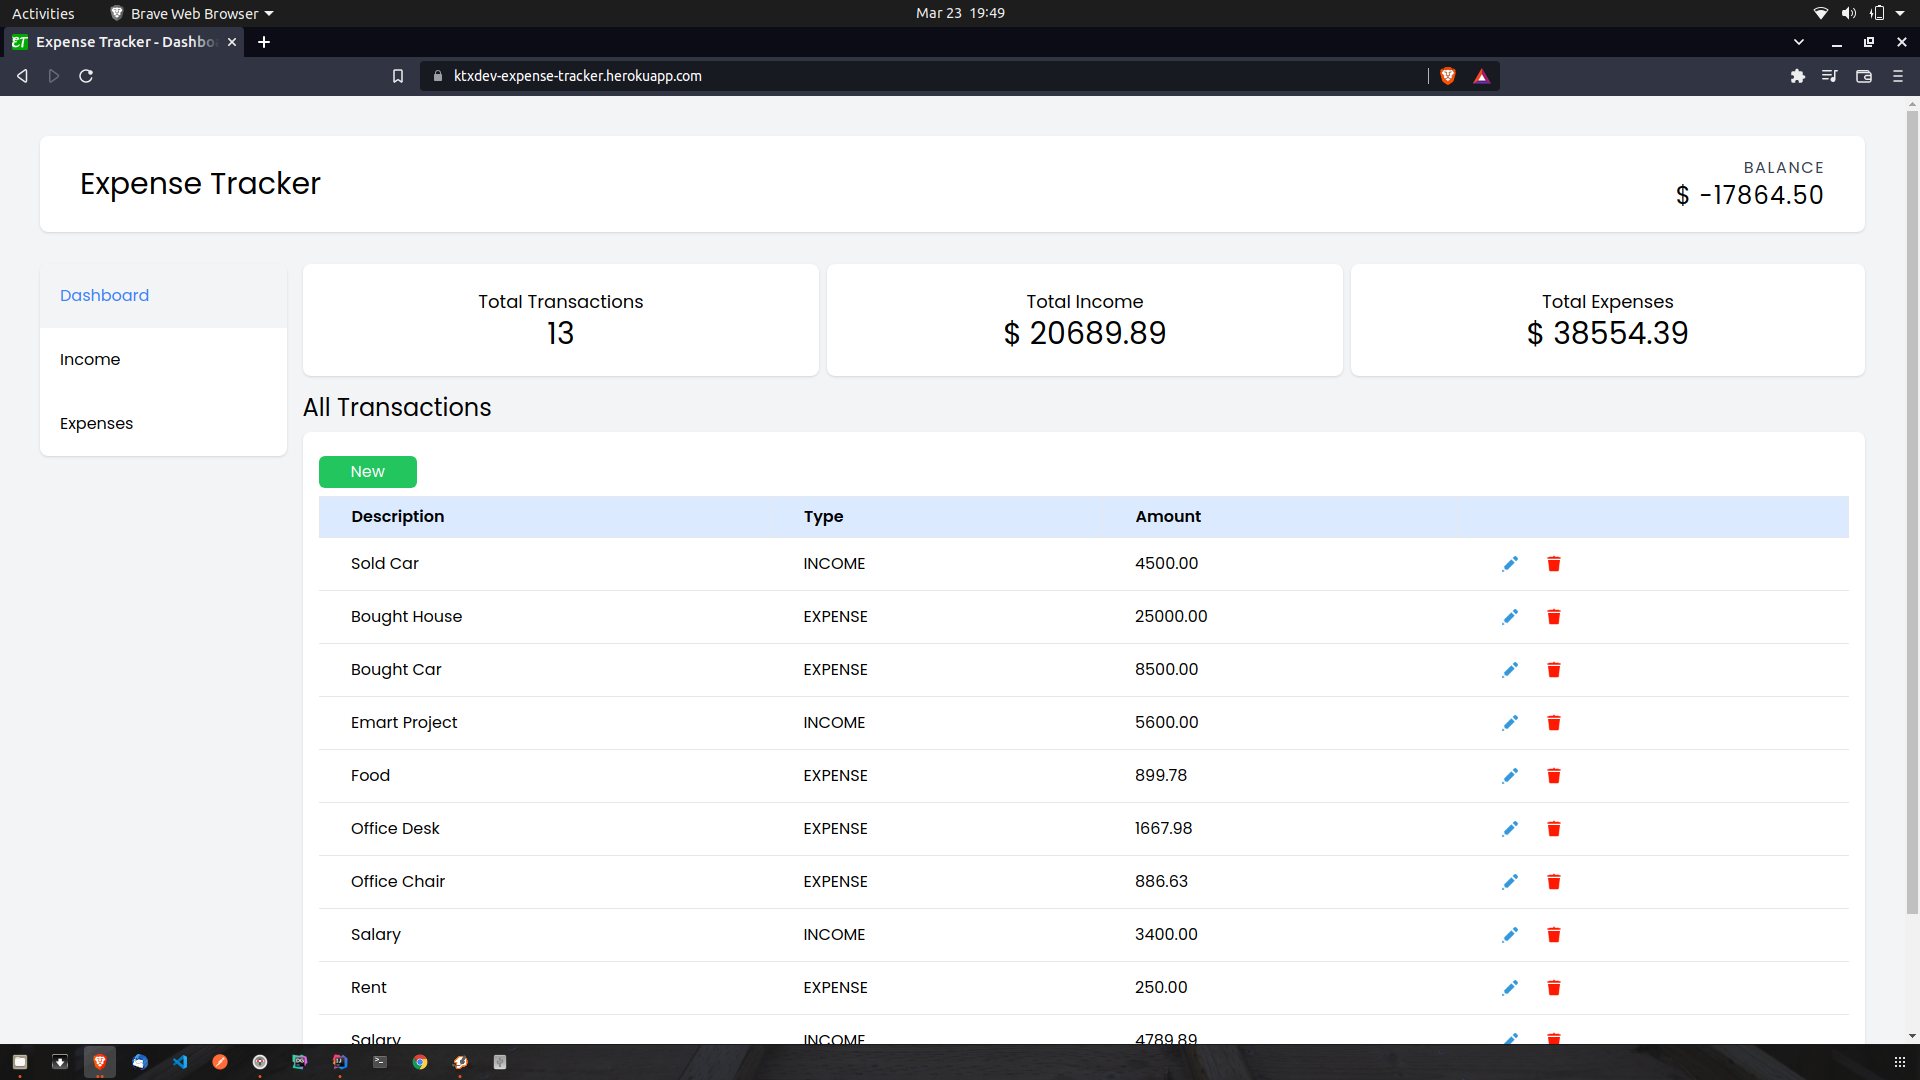 Activities
Brave Web Browser
Mar 23 19:49
Expense Tracker - Dashbo
ktxdev-expense-tracker.herokuapp.com
Expense Tracker
BALANCE
$ -17864.50
Dashboard
Income
Expenses
Total Transactions
13
Total Income
$ 20689.89
Total Expenses
$ 38554.39
All Transactions
New
Description Type Amount
Sold Car INCOME 4500.00
Bought House EXPENSE 25000.00
Bought Car EXPENSE 8500.00
Emart Project INCOME 5600.00
Food EXPENSE 899.78
Office Desk EXPENSE 1667.98
Office Chair EXPENSE 886.63
Salary INCOME 3400.00
Rent EXPENSE 250.00
Salary INCOME 4789.89